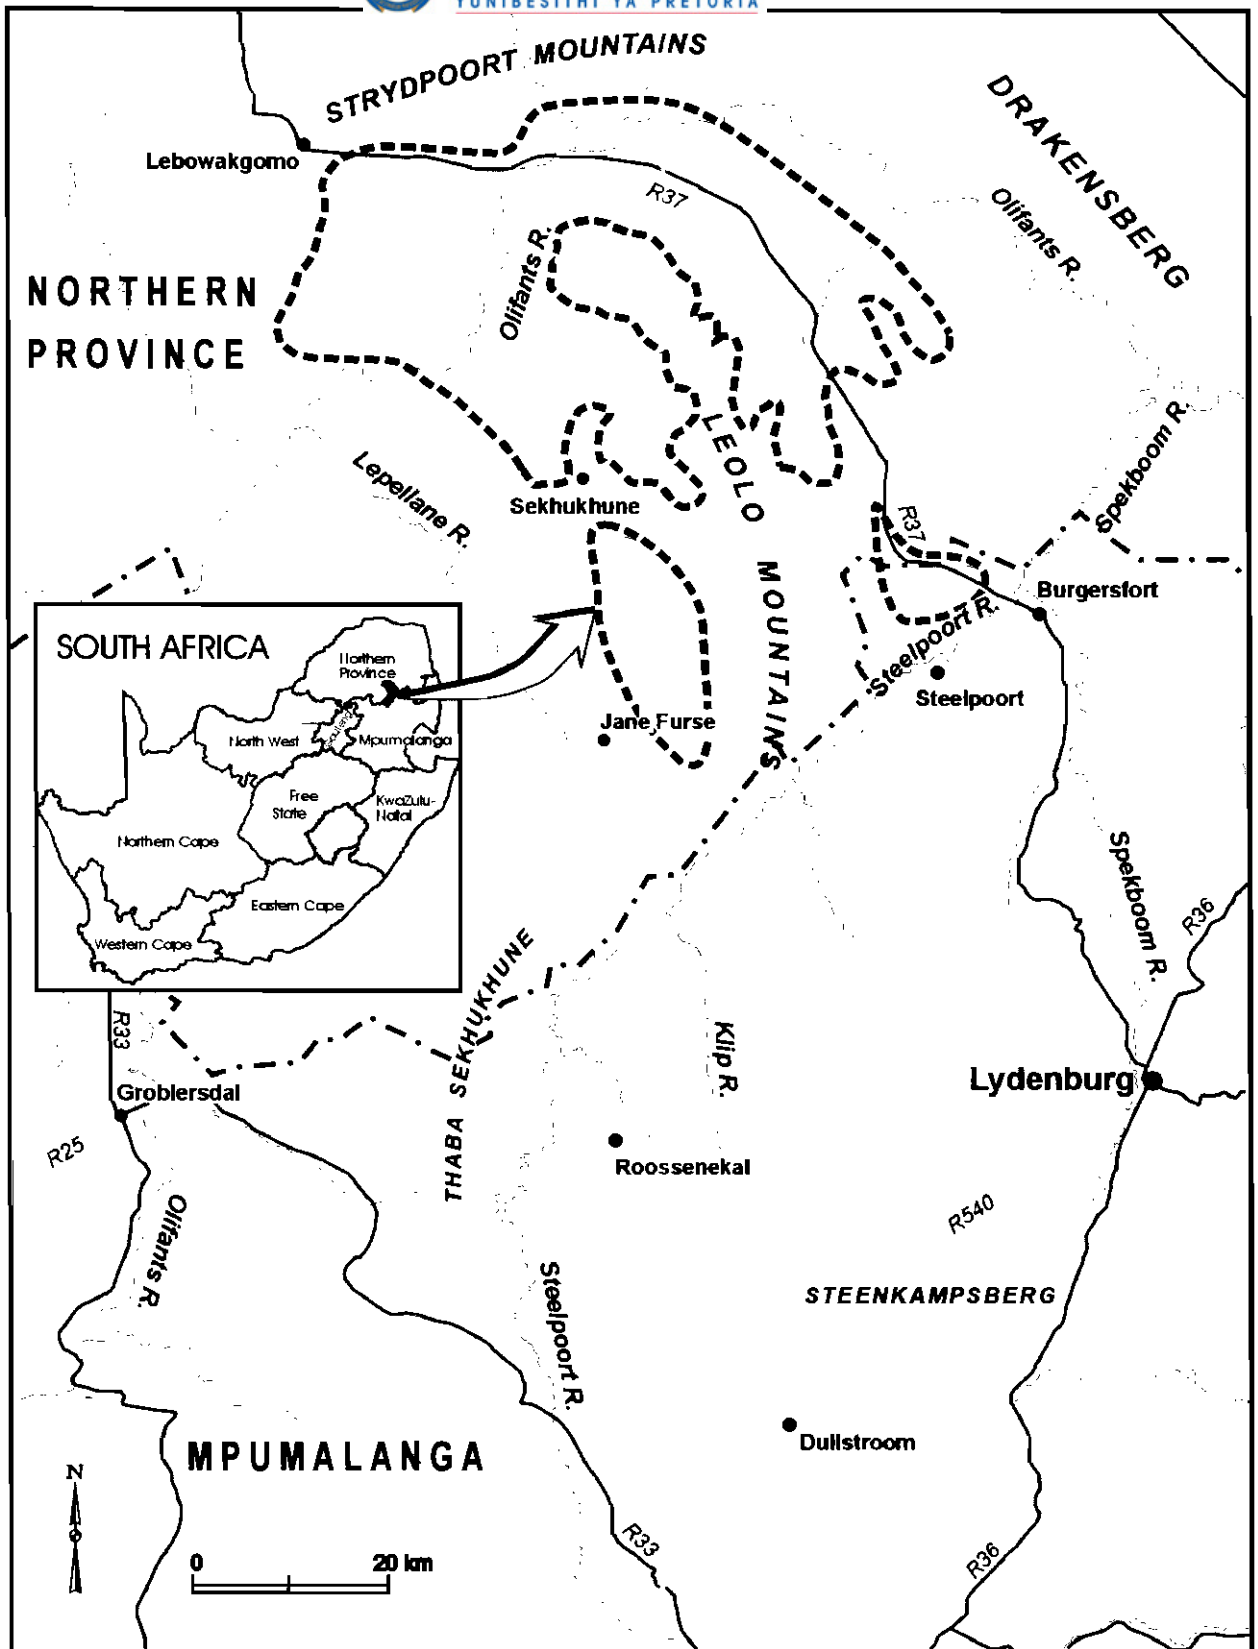 YUNIBESITHI YA PRETORIA
STRYDPOORT MOUNTAINS
DRAKENSBERG
Lebowakgomo
R37
Olifants R.
Olifants R.
NORTHERN
PROVINCE
LEOLO MOUNTAINS
Spekboom R.
Lepellane R.
Sekhukhune
R37
Burgersfort
Steelpoort R.
Steelpoort
Jane Furse
SOUTH AFRICA
Northern
Province
North West
Mpumalanga
Free
State
KwaZulu-
Natal
Northern Cape
Eastern Cape
Western Cape
Spekboom R.
R36
THABA SEKHUKHUNE
R33
Klip R.
Lydenburg
Groblersdal
R25
Roossenekal
Olifants R.
R540
Steelpoort R.
STEENKAMPSBERG
Dullstroom
MPUMALANGA
N
0 20 km
R33
R36